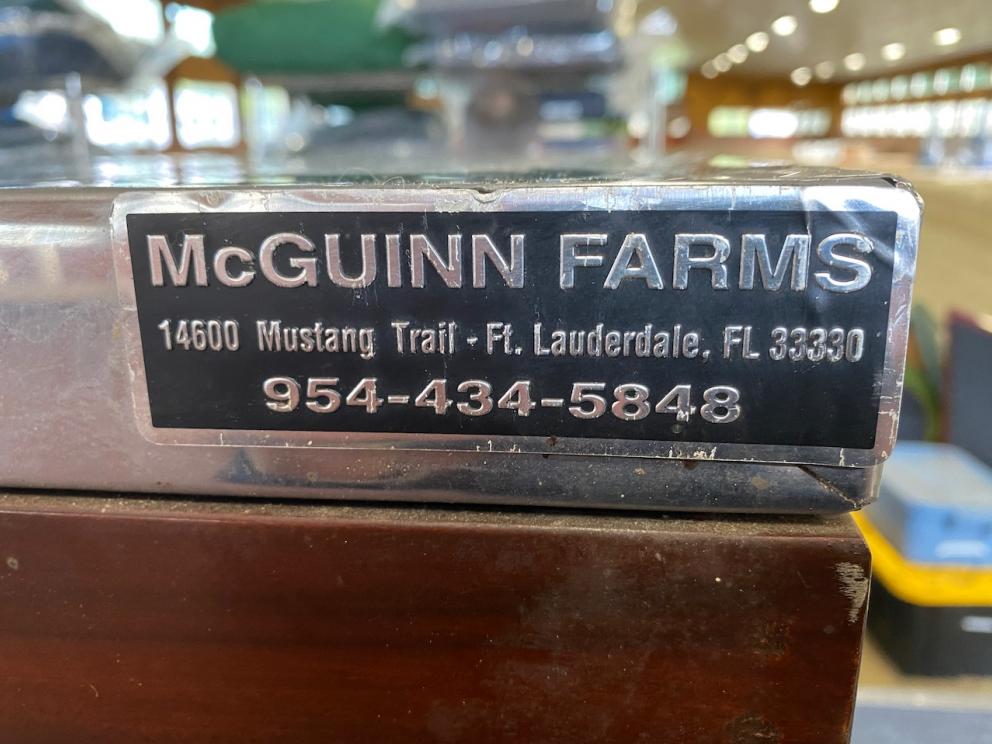 McGUINN FARMS
14600 Mustang Trail - Ft. Lauderdale, FL 33330
954-434-5848